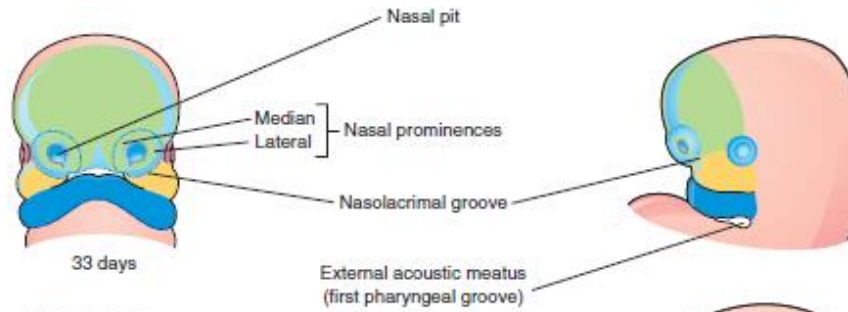 Nasal pit
Median
Lateral
Nasal prominences
Nasolacrimal groove
33 days
External acoustic meatus
(first pharyngeal groove)